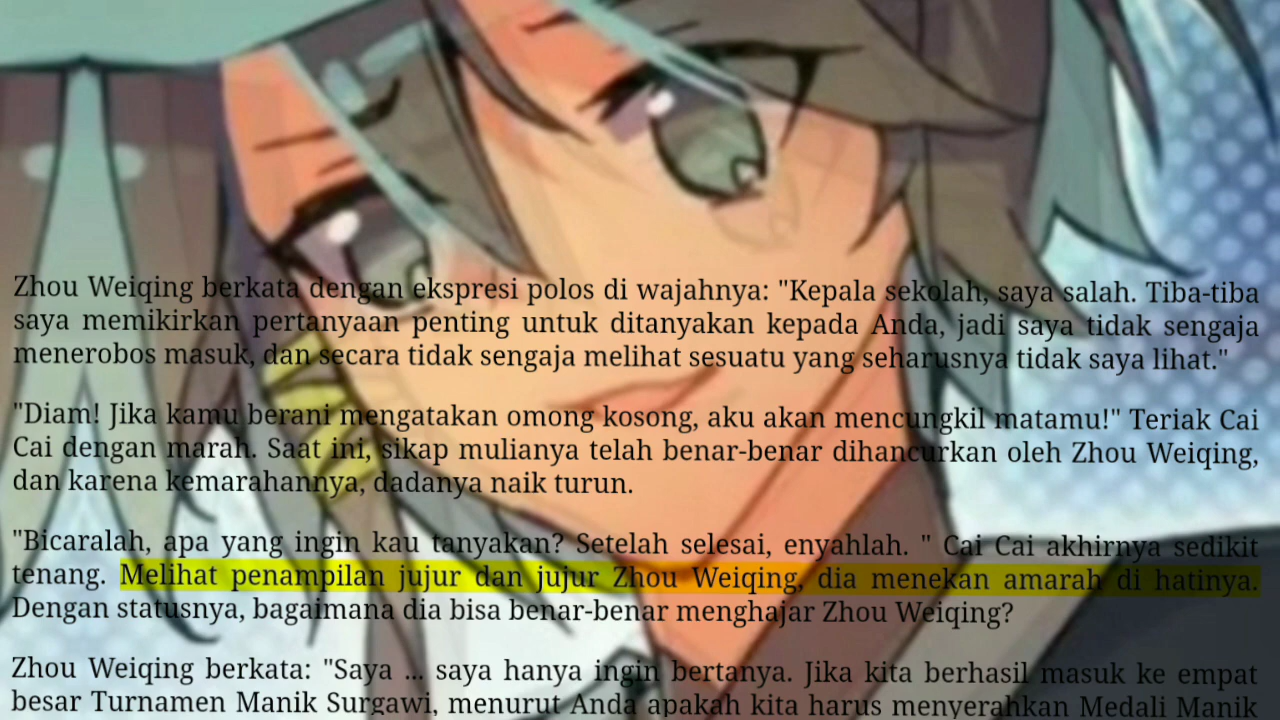 Zhou Weiqing berkata dengan ekspresi polos di wajahnya: "Kepala sekolah, saya salah. Tiba-tiba
saya memikirkan pertanyaan penting untuk ditanyakan kepada Anda, jadi saya tidak sengaja
menerobos masuk, dan secara tidak sengaja melihat sesuatu yang seharusnya tidak saya lihat."
"Diam! Jika kamu berani mengatakan omong kosong, aku akan mencungkil matamu!" Teriak Cai
Cai dengan marah. Saat ini, sikap mulianya telah benar-benar dihancurkan oleh Zhou Weiqing,
dan karena kemarahannya, dadanya naik turun.
"Bicaralah, apa yang ingin kau tanyakan? Setelah selesai, enyahlah. " Cai Cai akhirnya sedikit
tenang. Melihat penampilan jujur dan jujur Zhou Weiqing, dia menekan amarah di hatinya.
Dengan statusnya, bagaimana dia bisa benar-benar menghajar Zhou Weiqing?
Zhou Weiqing berkata: "Saya ... saya hanya ingin bertanya. Jika kita berhasil masuk ke empat
besar Turnamen Manik Surgawi, menurut Anda apakah kita harus menyerahkan Medali Manik